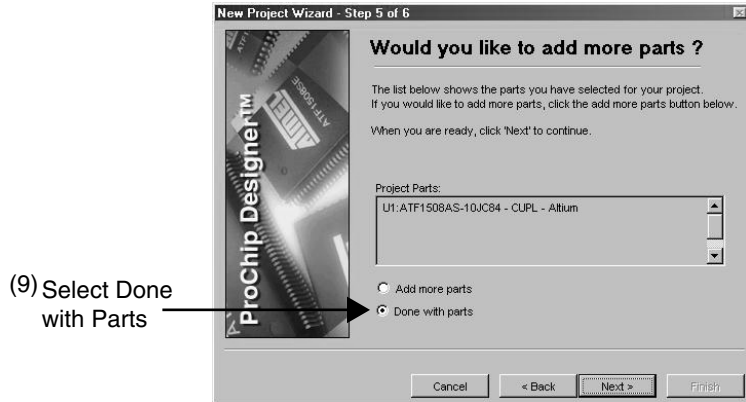 New Project Wizard - Step 5 of 6
Would you like to add more parts ?
The list below shows the parts you have selected for your project.
If you would like to add more parts, click the add more parts button below.
When you are ready, click 'Next' to continue.
Project Parts:
U1:ATF1508AS-10JC84 - CUPL - Altium
Add more parts
Done with parts
Cancel
< Back
Next >
Finish
ProChip Designer™
ATMEL
ATF1508SE
(9) Select Done
with Parts